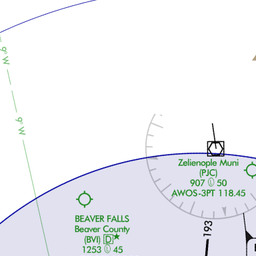 9°W
9°W
Zelienople Muni
(PJC)
907 50
AWOS-3PT 118.45
BEAVER FALLS
Beaver County
(BVI) D*
1253 45
193